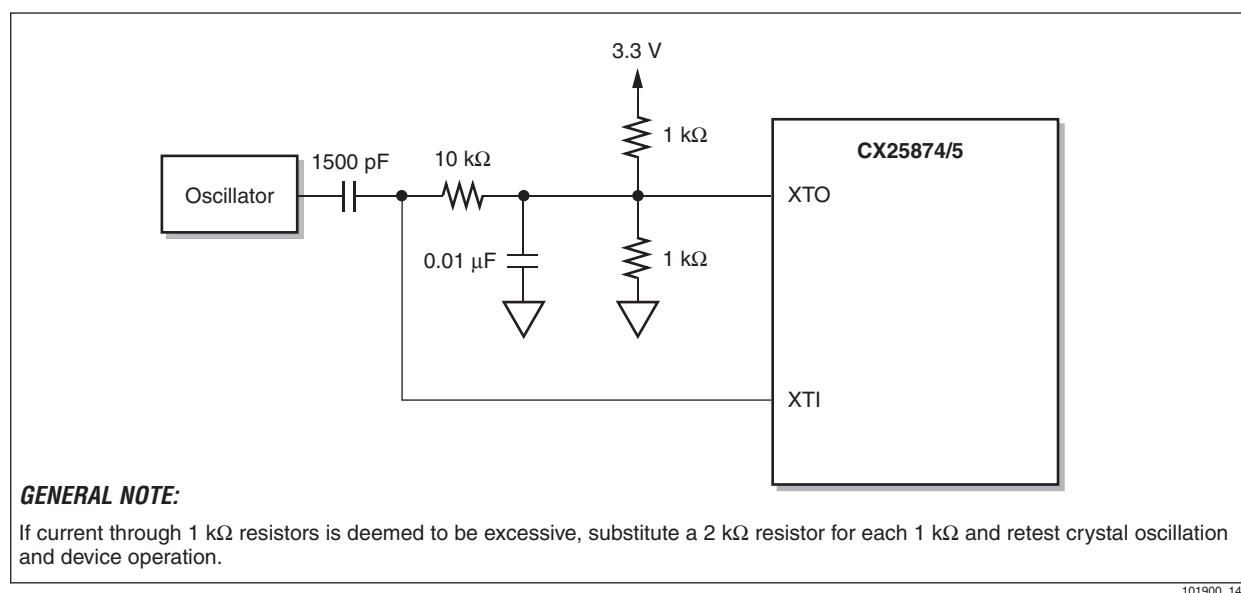 3.3 V
1 kΩ
CX25874/5
1500 pF
10 kΩ
Oscillator
XTO
0.01 μF
1 kΩ
XTI
GENERAL NOTE:
If current through 1 kΩ resistors is deemed to be excessive, substitute a 2 kΩ resistor for each 1 kΩ and retest crystal oscillation
and device operation.
101900_14